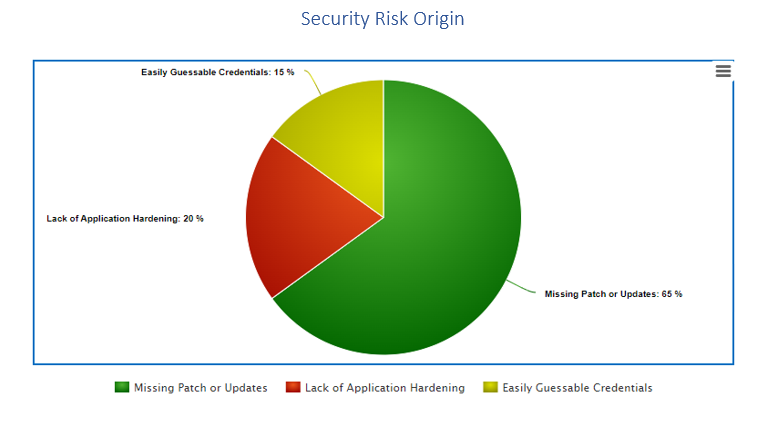 Security Risk Origin
Easily Guessable Credentials: 15 %
Lack of Application Hardening: 20 %
Missing Patch or Updates: 65 %
Missing Patch or Updates
Lack of Application Hardening
Easily Guessable Credentials